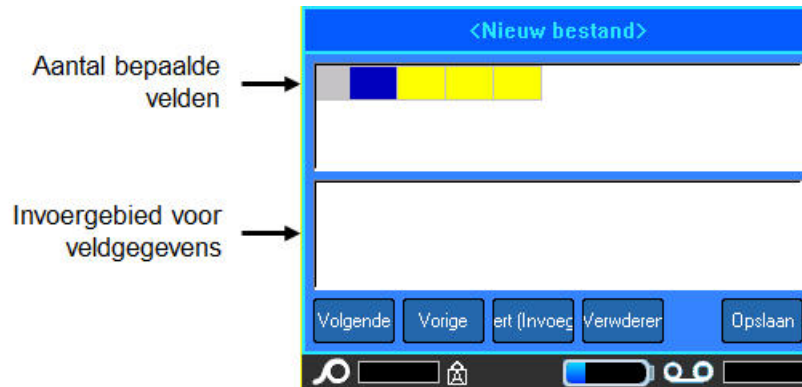 <Nieuw bestand>
Aantal bepaalde
velden
Invoergebied voor
veldgegevens
Volgende Vorige ert (Invoeg Verwderer Opslaan
A